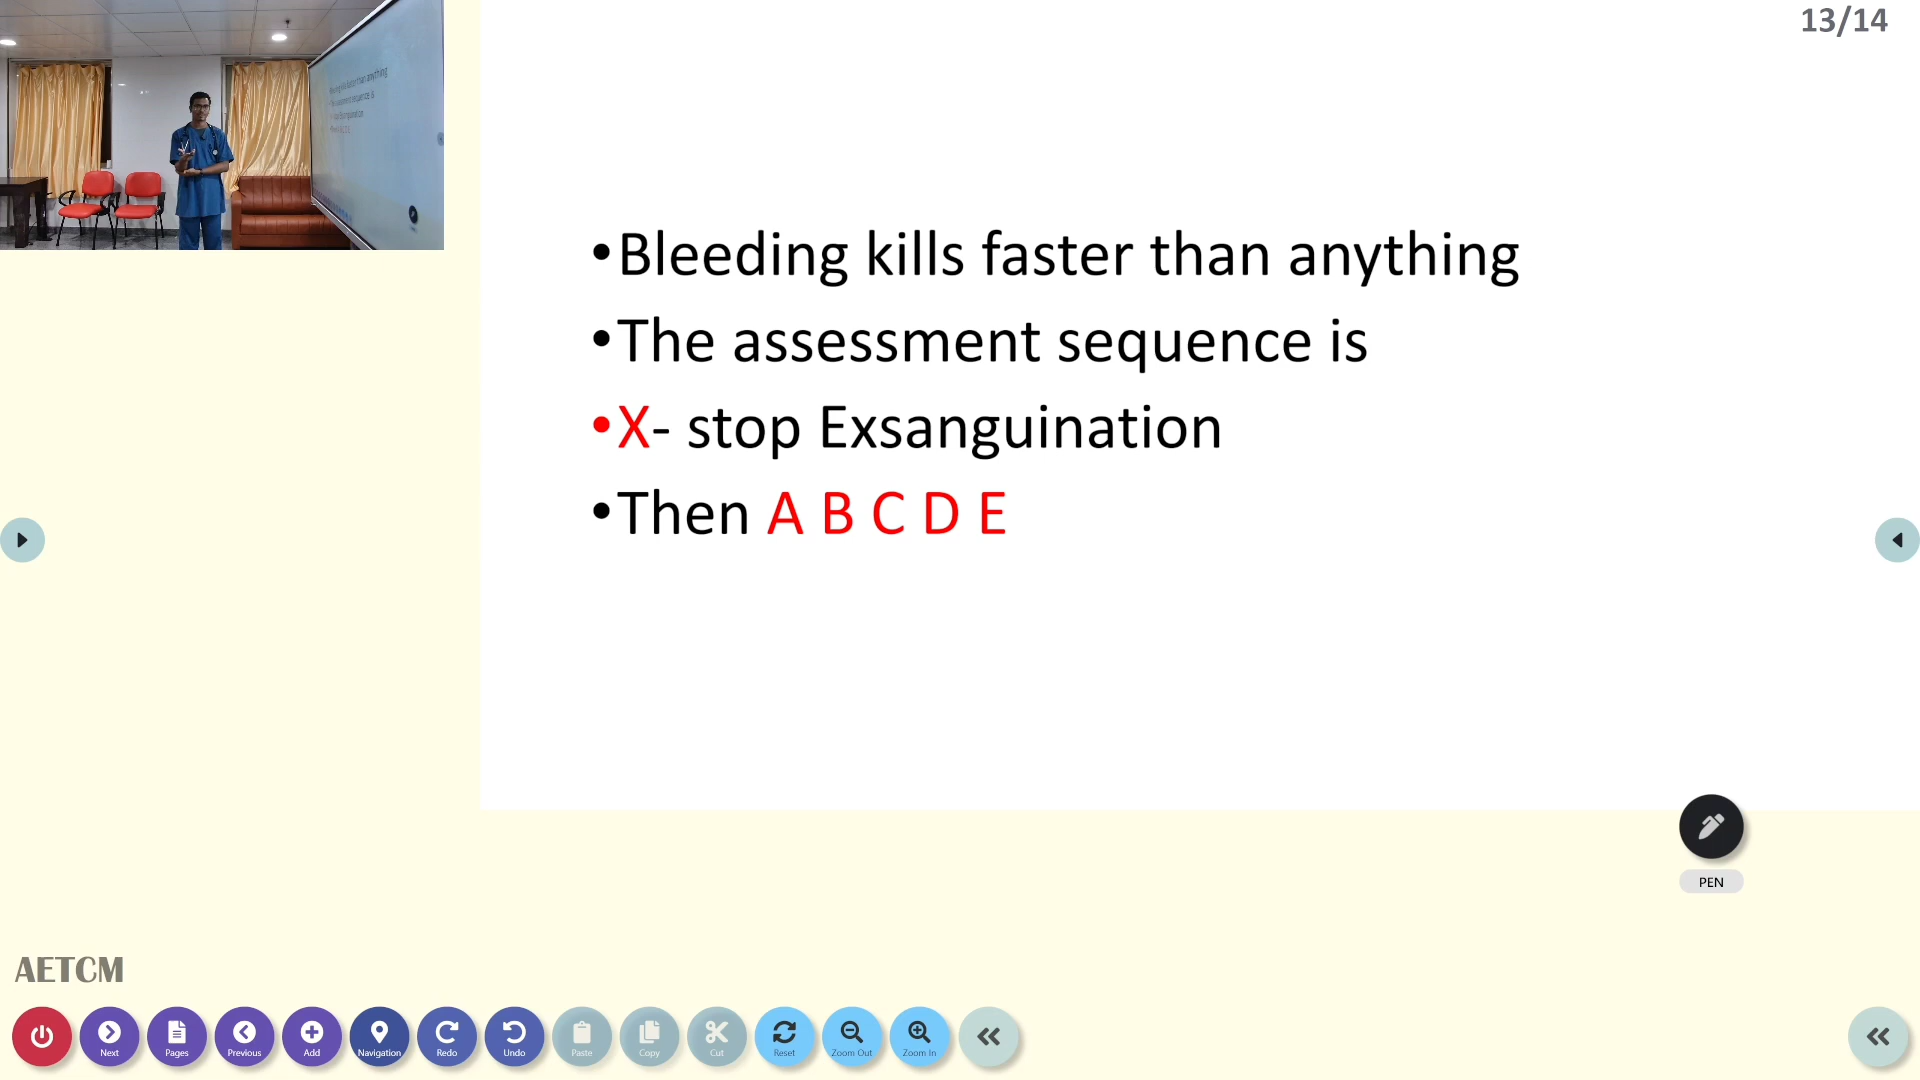 13/14
•Bleeding kills faster than anything
•The assessment sequence is
•X- stop Exsanguination
•Then A B C D E
PEN
AETCM
Next
Pages
Previous
Add
Navigation
Redo
Undo
Paste
Copy
Cut
Reset
Zoom Out
Zoom In